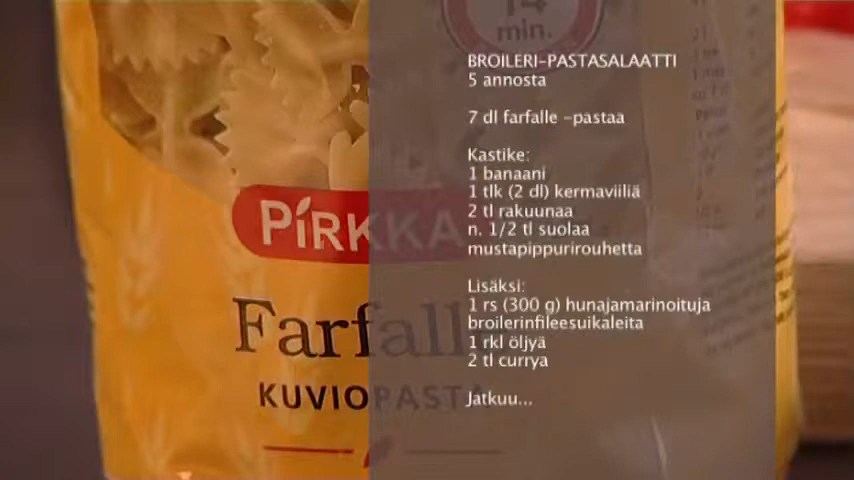 14
min.
BROILERI-PASTASALAATTI
5 annosta
7 dl farfalle -pastaa
Kastike:
1 banaani
1 tlk (2 dl) kermaviiliä
2 tl rakuunaa
n. 1/2 tl suolaa
mustapippurirouhetta
Lisäksi:
1 rs (300 g) hunajamarinoituja
broilerinfileesuikaleita
1 rkl öljyä
2 tl currya
Jatkuu...
PIRKKA
Farfalle
KUVIOPASTA